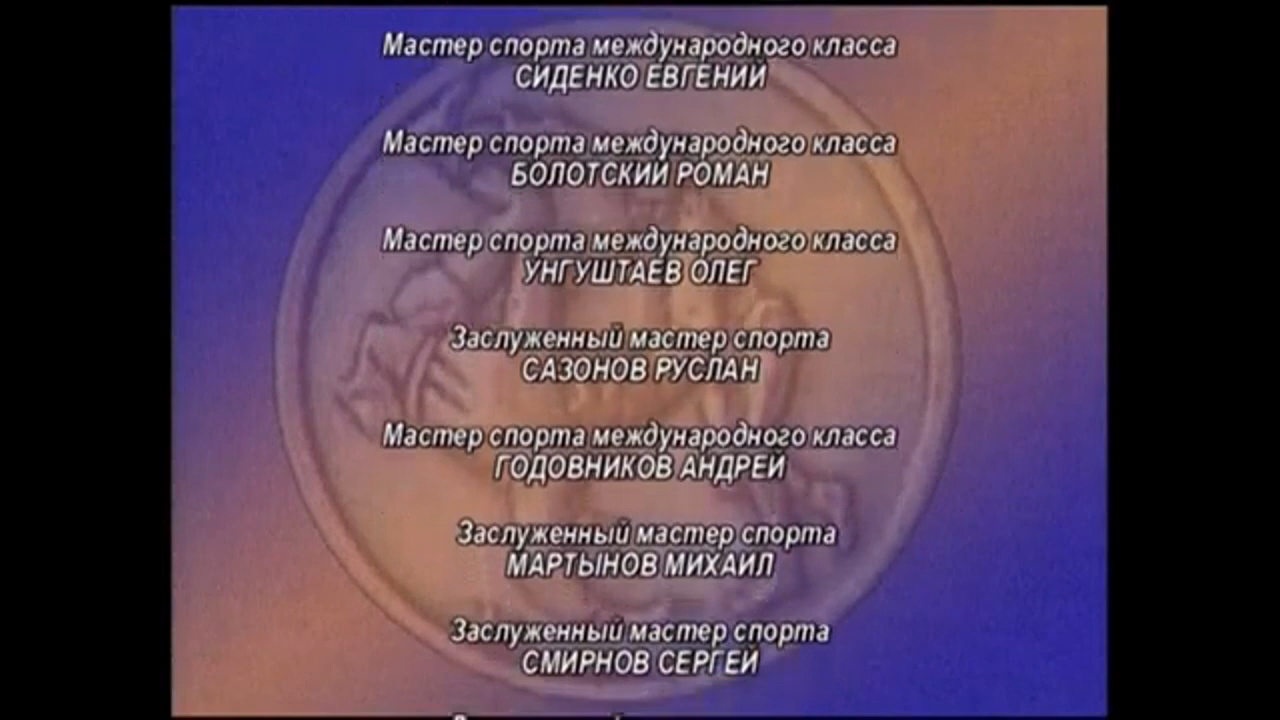 Мастер спорта международного класса
СИДЕНКО ЕВГЕНИЙ
Мастер спорта международного класса
БОЛОТСКИЙ РОМАН
Мастер спорта международного класса
УНГУШТАЕВ ОЛЕГ
Заслуженный мастер спорта
САЗОНОВ РУСЛАН
Мастер спорта международного класса
ГОДОВНИКОВ АНДРЕЙ
Заслуженный мастер спорта
МАРТЫНОВ МИХАИЛ
Заслуженный мастер спорта
СМИРНОВ СЕРГЕЙ